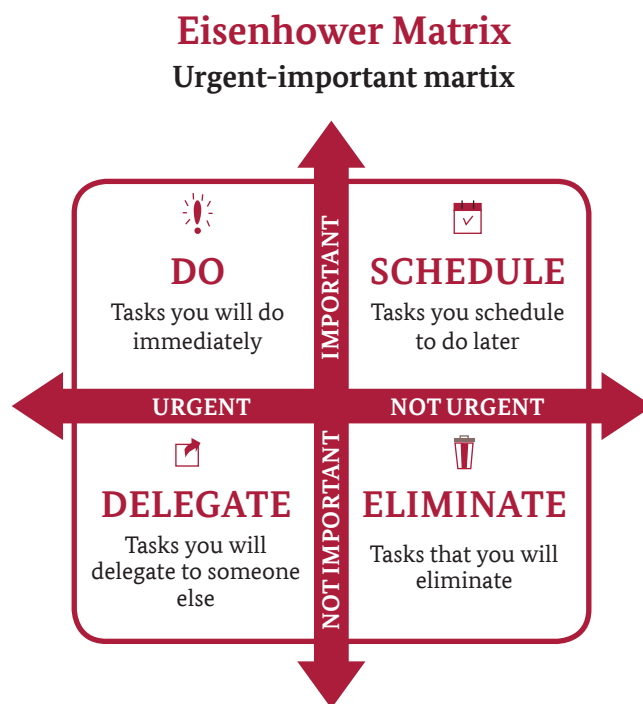 Eisenhower Matrix
Urgent-important martix
DO
Tasks you will do
immediately
IMPORTANT
SCHEDULE
Tasks you schedule
to do later
URGENT
NOT URGENT
DELEGATE
Tasks you will
delegate to someone
else
NOT IMPORTANT
ELIMINATE
Tasks that you will
eliminate